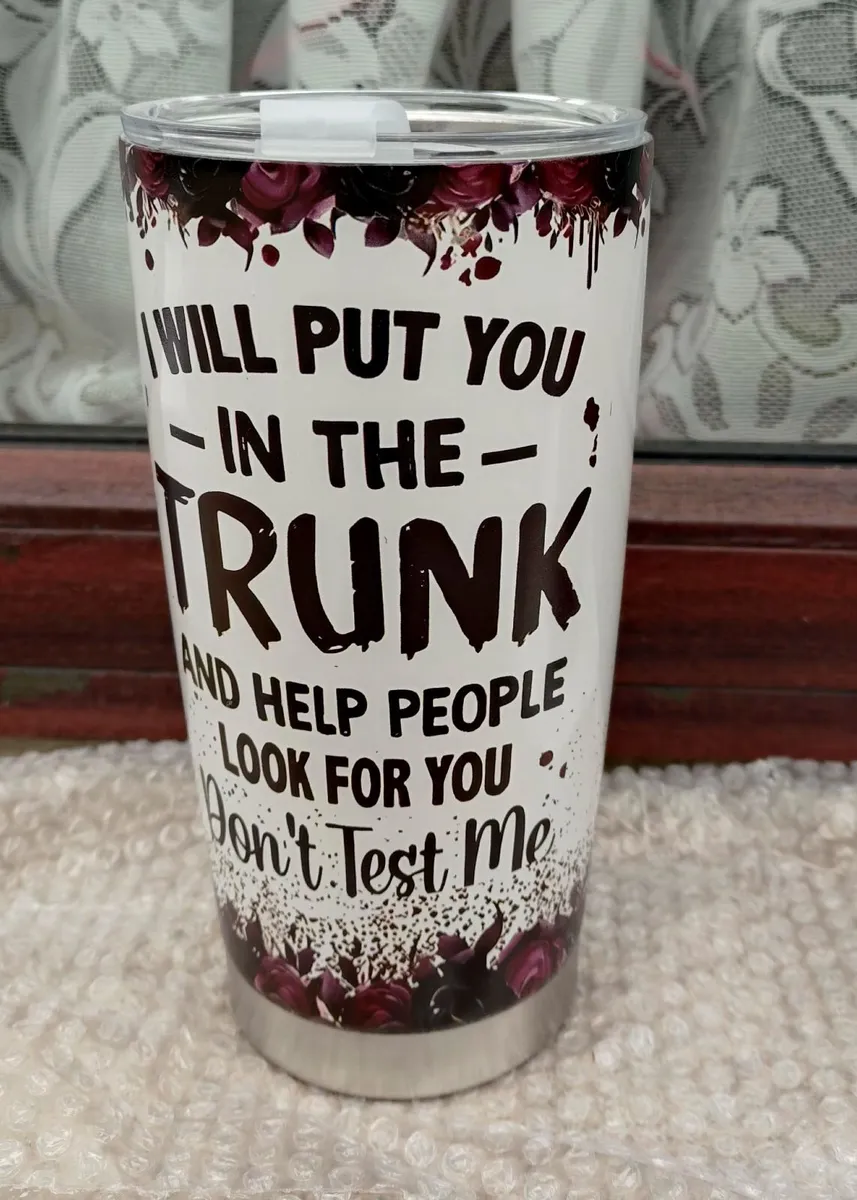 I WILL PUT YOU
— IN THE —
TRUNK
AND HELP PEOPLE
LOOK FOR YOU
Don't Test Me